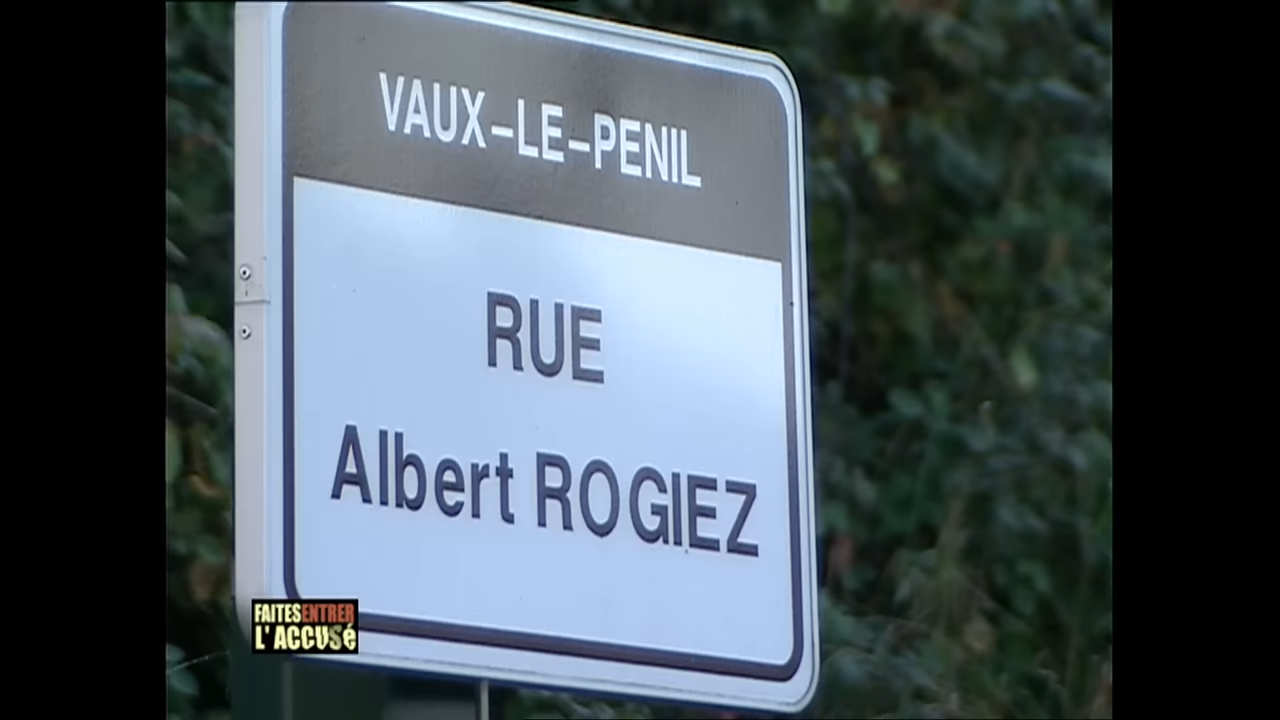 VAUX-LE-PENIL
RUE
Albert ROGIEZ
FAITES ENTRER
L'ACCUSé